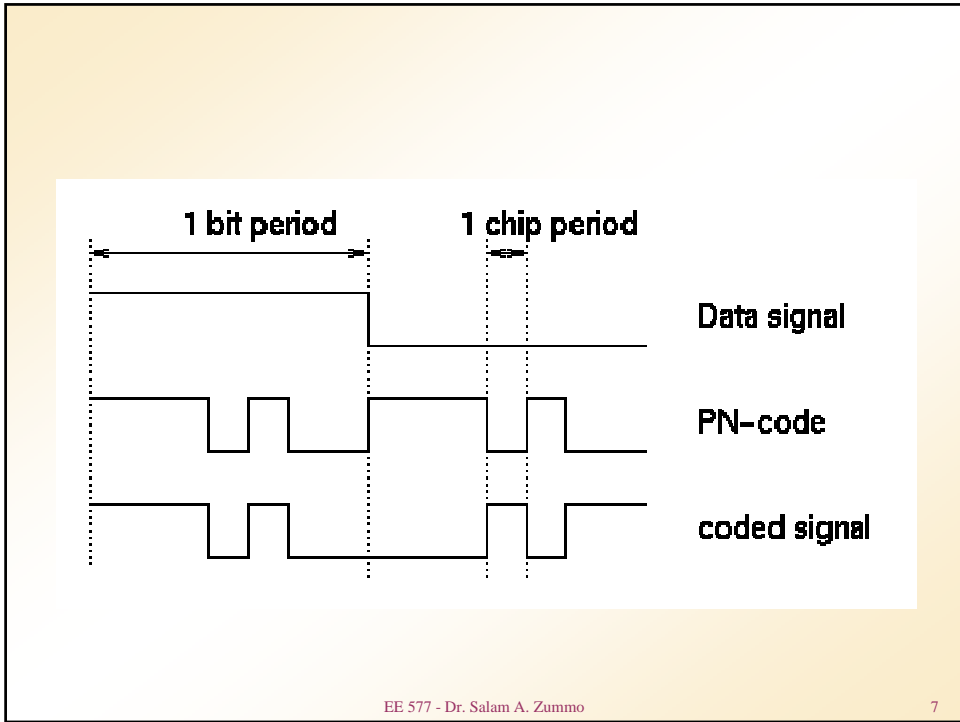 1 bit period 1 chip period
Data signal
PN-code
coded signal
EE 577 - Dr. Salam A. Zummo 7